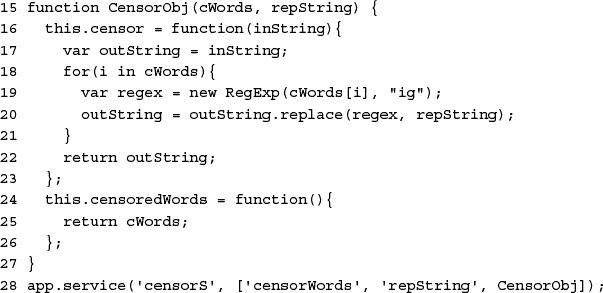 15 function CensorObj(cWords, repString) {
16   this.censor = function(inString){
17     var outString = inString;
18     for(i in cWords){
19       var regex = new RegExp(cWords[i], "ig");
20       outString = outString.replace(regex, repString);
21     }
22     return outString;
23   };
24   this.censoredWords = function(){
25     return cWords;
26   };
27 }
28 app.service('censorS', ['censorWords', 'repString', CensorObj]);